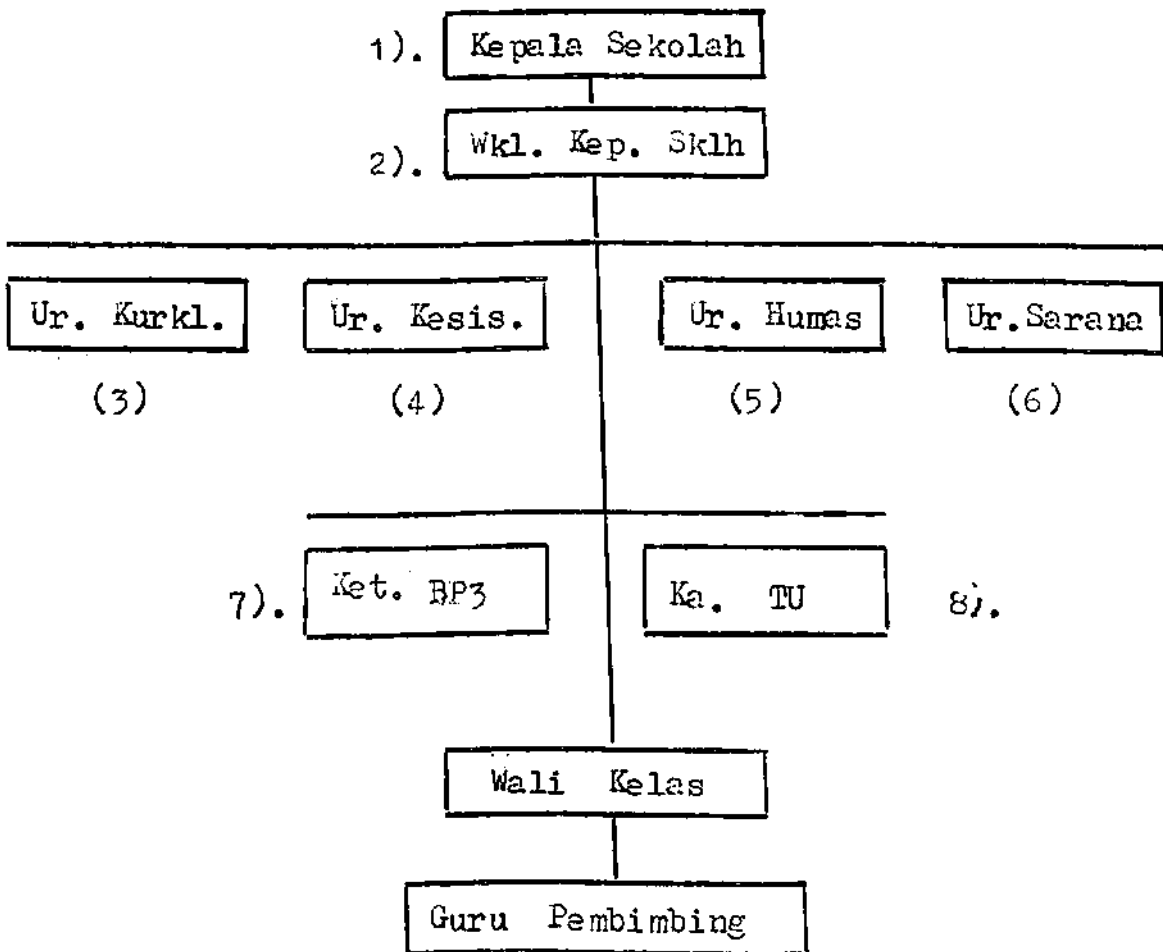 1). Kepala Sekolah
2). Wkl. Kep. Sklh
Ur. Kurkl. Ur. Kesis. Ur. Humas Ur.Sarana
(3) (4) (5) (6)
7). Ket. BP3 Ka. TU 8).
Wali Kelas
Guru Pembimbing